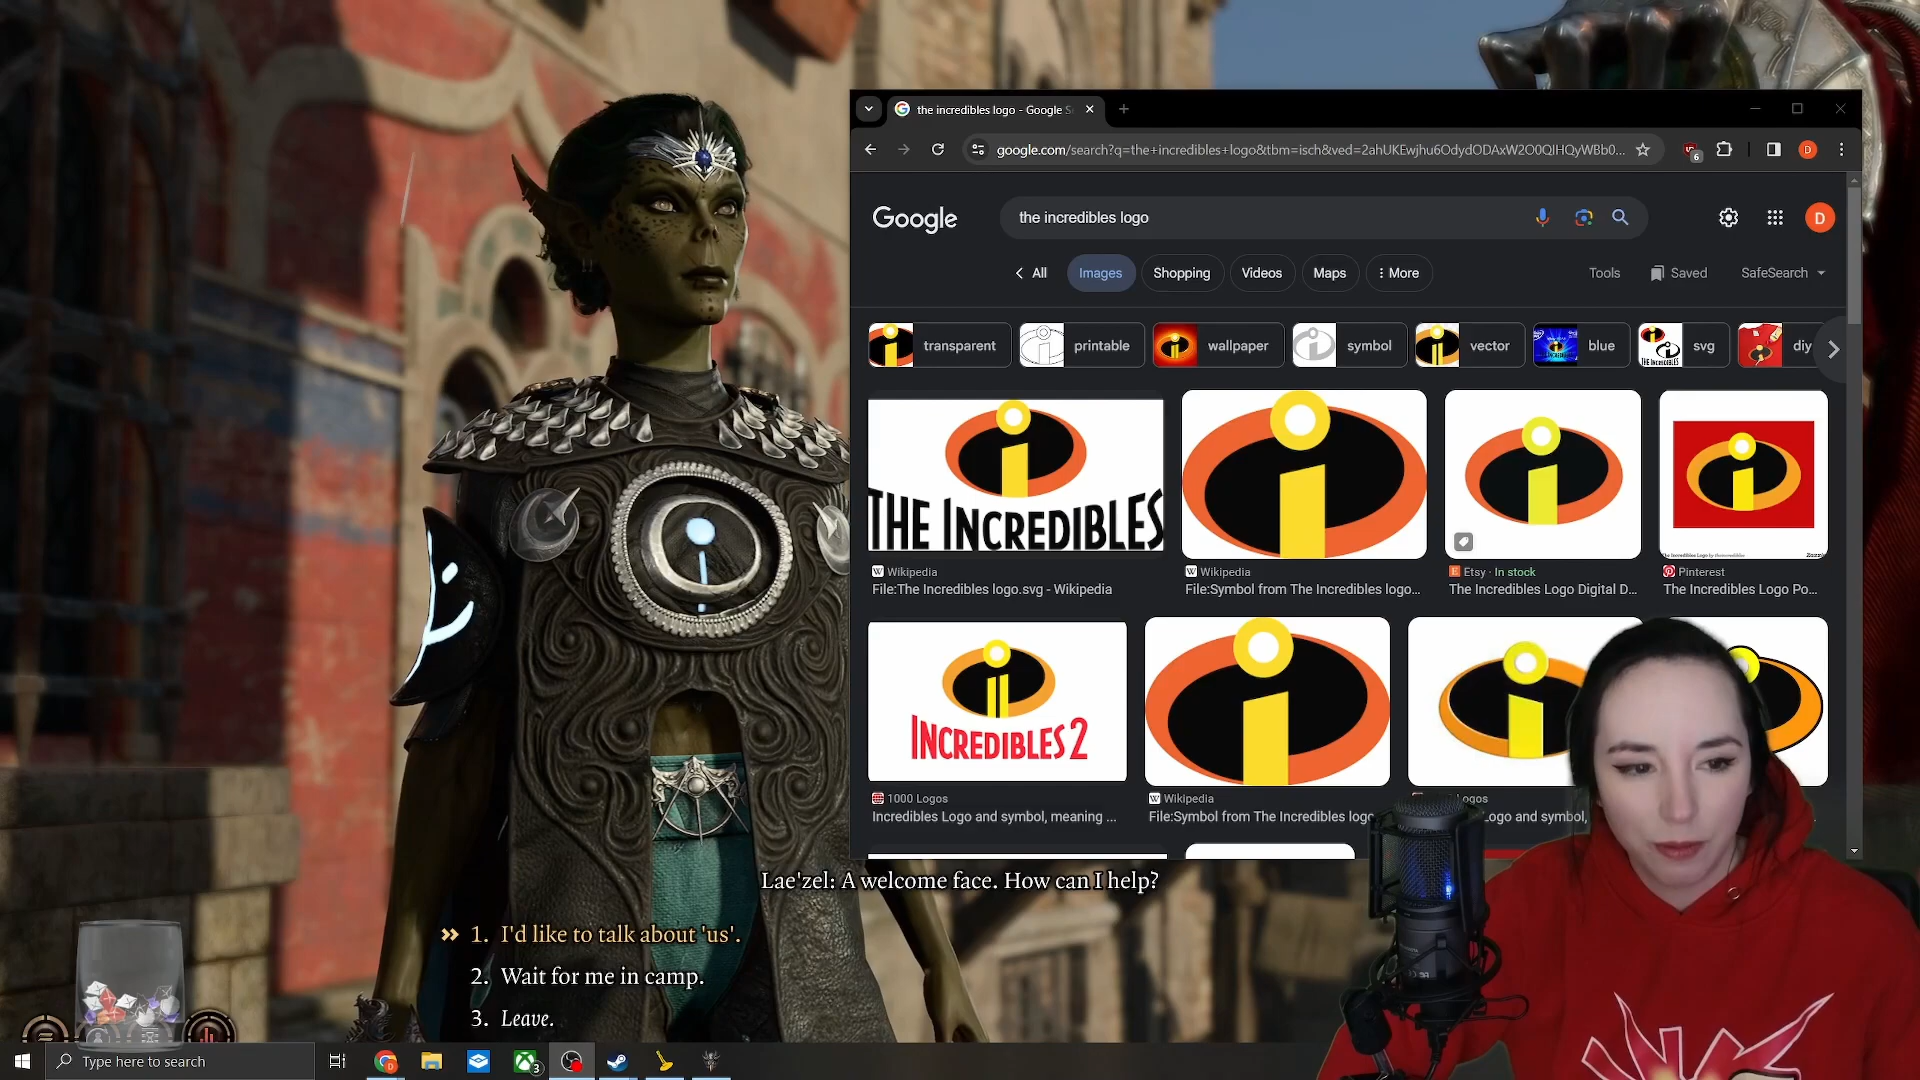 the incredibles logo - Google S
google.com/search?q=the+incredibles+logo&tbm=isch&ved=2ahUKEwjhu6OdydODAxW2O0QIHQyWBb0...
6
D
Google
the incredibles logo
D
All
Images
Shopping
Videos
Maps
More
Tools
Saved
SafeSearch
transparent
printable
wallpaper
symbol
vector
blue
svg
diy
THE INCREDIBLES
Wikipedia
File:The Incredibles logo.svg - Wikipedia
Wikipedia
File:Symbol from The Incredibles logo...
Etsy · In stock
The Incredibles Logo Digital D...
Pinterest
The Incredibles Logo Po...
INCREDIBLES 2
1000 Logos
Incredibles Logo and symbol, meaning ...
Wikipedia
File:Symbol from The Incredibles logo
Logo and symbol,
Lae'zel: A welcome face. How can I help?
1. I'd like to talk about 'us'.
2. Wait for me in camp.
3. Leave.
Type here to search
3